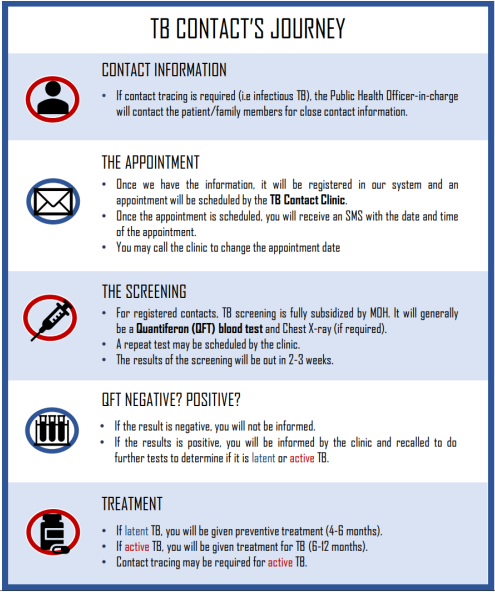 TB CONTACT'S JOURNEY
CONTACT INFORMATION
• If contact tracing is required (i.e infectious TB), the Public Health Officer-in-charge
will contact the patient/family members for close contact information.
THE APPOINTMENT
• Once we have the information, it will be registered in our system and an
appointment will be scheduled by the TB Contact Clinic.
• Once the appointment is scheduled, you will receive an SMS with the date and time
of the appointment.
• You may call the clinic to change the appointment date
THE SCREENING
• For registered contacts, TB screening is fully subsidized by MOH. It will generally
be a Quantiferon (QFT) blood test and Chest X-ray (if required).
• A repeat test may be scheduled by the clinic.
• The results of the screening will be out in 2-3 weeks.
QFT NEGATIVE? POSITIVE?
• If the result is negative, you will not be informed.
• If the results is positive, you will be informed by the clinic and recalled to do
further tests to determine if it is latent or active TB.
TREATMENT
• If latent TB, you will be given preventive treatment (4-6 months).
• If active TB, you will be given treatment for TB (6-12 months).
• Contact tracing may be required for active TB.